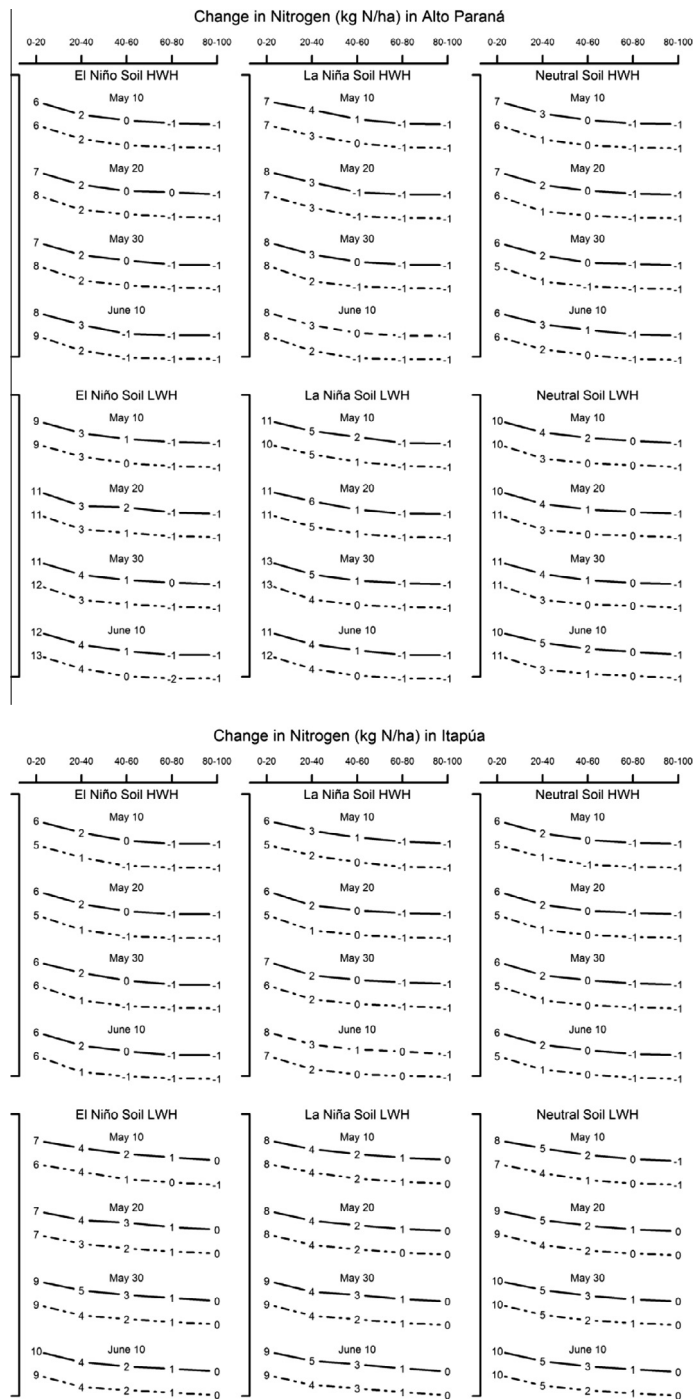 Change in Nitrogen (kg N/ha) in Alto Paraná
0-20 20-40 40-60 60-80 80-100 0-20 20-40 40-60 60-80 80-100 0-20 20-40 40-60 60-80 80-100
El Niño Soil HWH La Niña Soil HWH Neutral Soil HWH
May 10 May 10 May 10
6 2 0 -1 -1 7 4 1 -1 -1 7 3 0 -1 -1
6 2 0 -1 -1 7 3 0 -1 -1 6 1 0 -1 -1
May 20 May 20 May 20
7 2 0 0 -1 8 3 -1 -1 -1 7 2 0 -1 -1
8 2 0 -1 -1 7 3 -1 -1 -1 6 1 0 -1 -1
May 30 May 30 May 30
7 2 0 -1 -1 8 3 0 -1 -1 6 2 0 -1 -1
8 2 0 -1 -1 8 2 -1 -1 -1 5 1 -1 -1 -1
June 10 June 10 June 10
8 3 -1 -1 -1 8 3 0 -1 -1 6 3 1 -1 -1
9 2 -1 -1 -1 8 2 -1 -1 -1 6 2 0 -1 -1
El Niño Soil LWH La Niña Soil LWH Neutral Soil LWH
May 10 May 10 May 10
9 3 1 -1 -1 11 5 2 -1 -1 10 4 2 0 -1
9 3 0 -1 -1 10 5 1 -1 -1 10 3 0 0 -1
May 20 May 20 May 20
11 3 2 -1 -1 11 6 1 -1 -1 10 4 1 0 -1
11 3 1 -1 -1 11 5 1 -1 -1 11 3 0 0 -1
May 30 May 30 May 30
11 4 1 0 -1 13 5 1 -1 -1 11 4 1 0 -1
12 3 1 -1 -1 13 4 0 -1 -1 11 3 0 0 -1
June 10 June 10 June 10
12 4 1 -1 -1 11 4 1 -1 -1 10 5 2 0 -1
13 4 0 -2 -1 12 4 0 -1 -1 11 3 1 0 -1
Change in Nitrogen (kg N/ha) in Itapúa
0-20 20-40 40-60 60-80 80-100 0-20 20-40 40-60 60-80 80-100 0-20 20-40 40-60 60-80 80-100
El Niño Soil HWH La Niña Soil HWH Neutral Soil HWH
May 10 May 10 May 10
6 2 0 -1 -1 6 3 1 -1 -1 6 2 0 -1 -1
5 1 -1 -1 -1 5 2 0 -1 -1 5 1 -1 -1 -1
May 20 May 20 May 20
6 2 0 -1 -1 6 2 0 -1 -1 6 2 0 -1 -1
5 1 -1 -1 -1 5 1 0 -1 -1 5 1 0 -1 -1
May 30 May 30 May 30
6 2 0 -1 -1 7 2 0 -1 -1 6 2 0 -1 -1
6 1 -1 -1 -1 6 2 0 -1 -1 5 1 0 -1 -1
June 10 June 10 June 10
6 2 0 -1 -1 8 3 1 0 -1 6 2 0 -1 -1
6 1 -1 -1 -1 7 2 0 0 -1 5 1 0 -1 -1
El Niño Soil LWH La Niña Soil LWH Neutral Soil LWH
May 10 May 10 May 10
7 4 2 1 0 8 4 2 1 0 8 5 2 0 -1
6 4 1 0 -1 8 4 2 1 0 7 4 1 0 -1
May 20 May 20 May 20
7 4 3 1 0 8 4 2 1 0 9 5 2 1 0
7 3 2 1 0 8 4 2 0 0 9 4 2 0 0
May 30 May 30 May 30
9 5 3 1 0 9 4 3 1 0 10 5 3 1 0
9 4 2 1 0 9 4 2 1 0 10 5 2 1 0
June 10 June 10 June 10
10 4 2 1 0 9 5 3 1 0 10 5 3 1 0
9 4 2 1 0 9 4 3 1 0 10 5 2 1 0